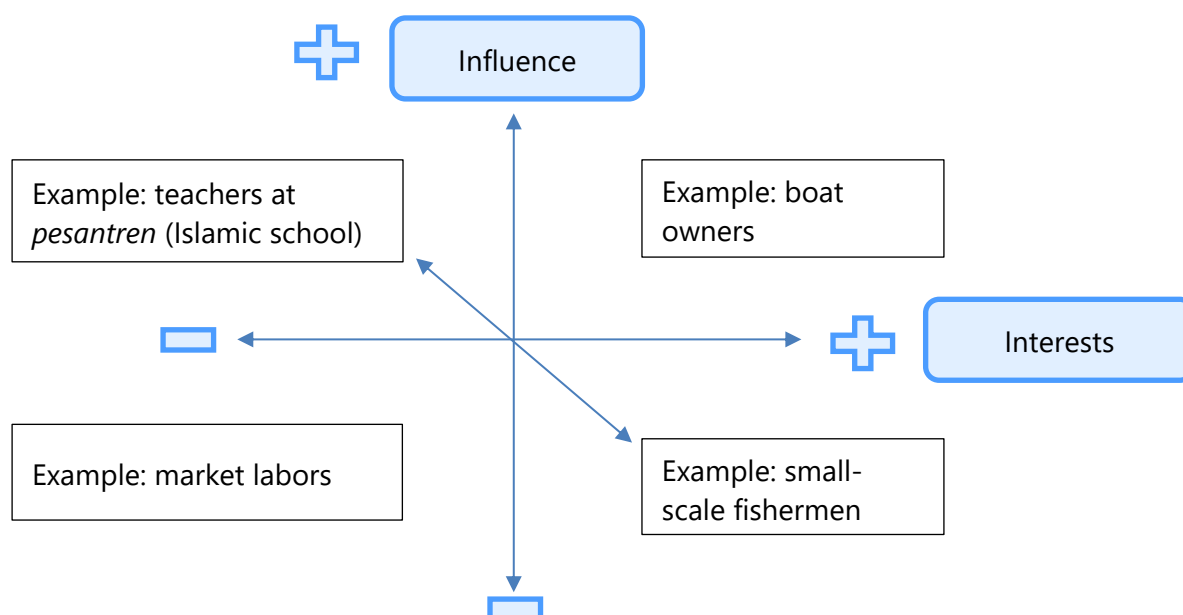 Influence
Example: teachers at
pesantren (Islamic school)
Example: boat
owners
Interests
Example: market labors
Example: small-
scale fishermen